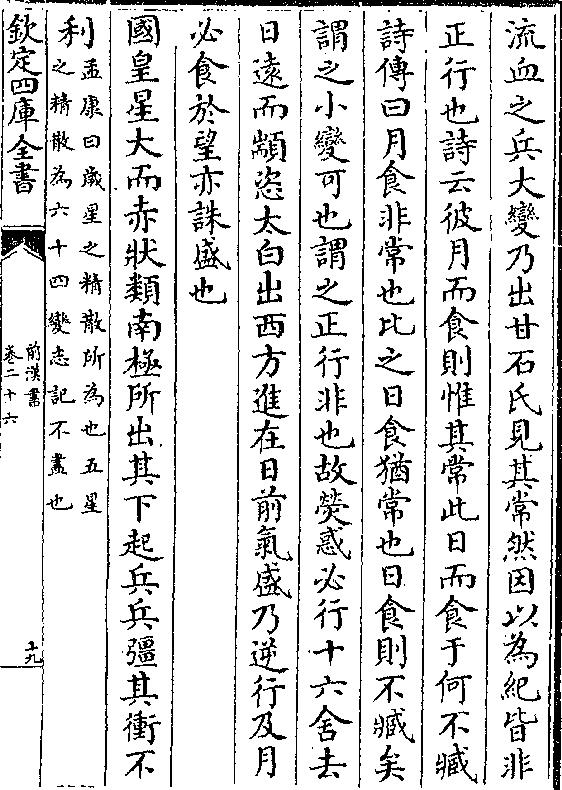 流血之兵大變乃出甘石氏見其常然因以為紀皆非
正行也詩云彼月而食則惟其常此日而食于何不臧
詩傳曰月食非常也比之日食猶常也日食則不臧矣
謂之小變可也謂之正行非也故熒惑必行十六舍去
日遠而顓恣太白出西方進在日前氣盛乃逆行及月
必食於望亦誅盛也
國皇星大而赤狀類南極所出其下起兵兵彊其衝不
利孟康曰歲星之精散所為也五星
之精散為六十四變志記不盡也
欽定四庫全書
前漢書
卷二十六
十九